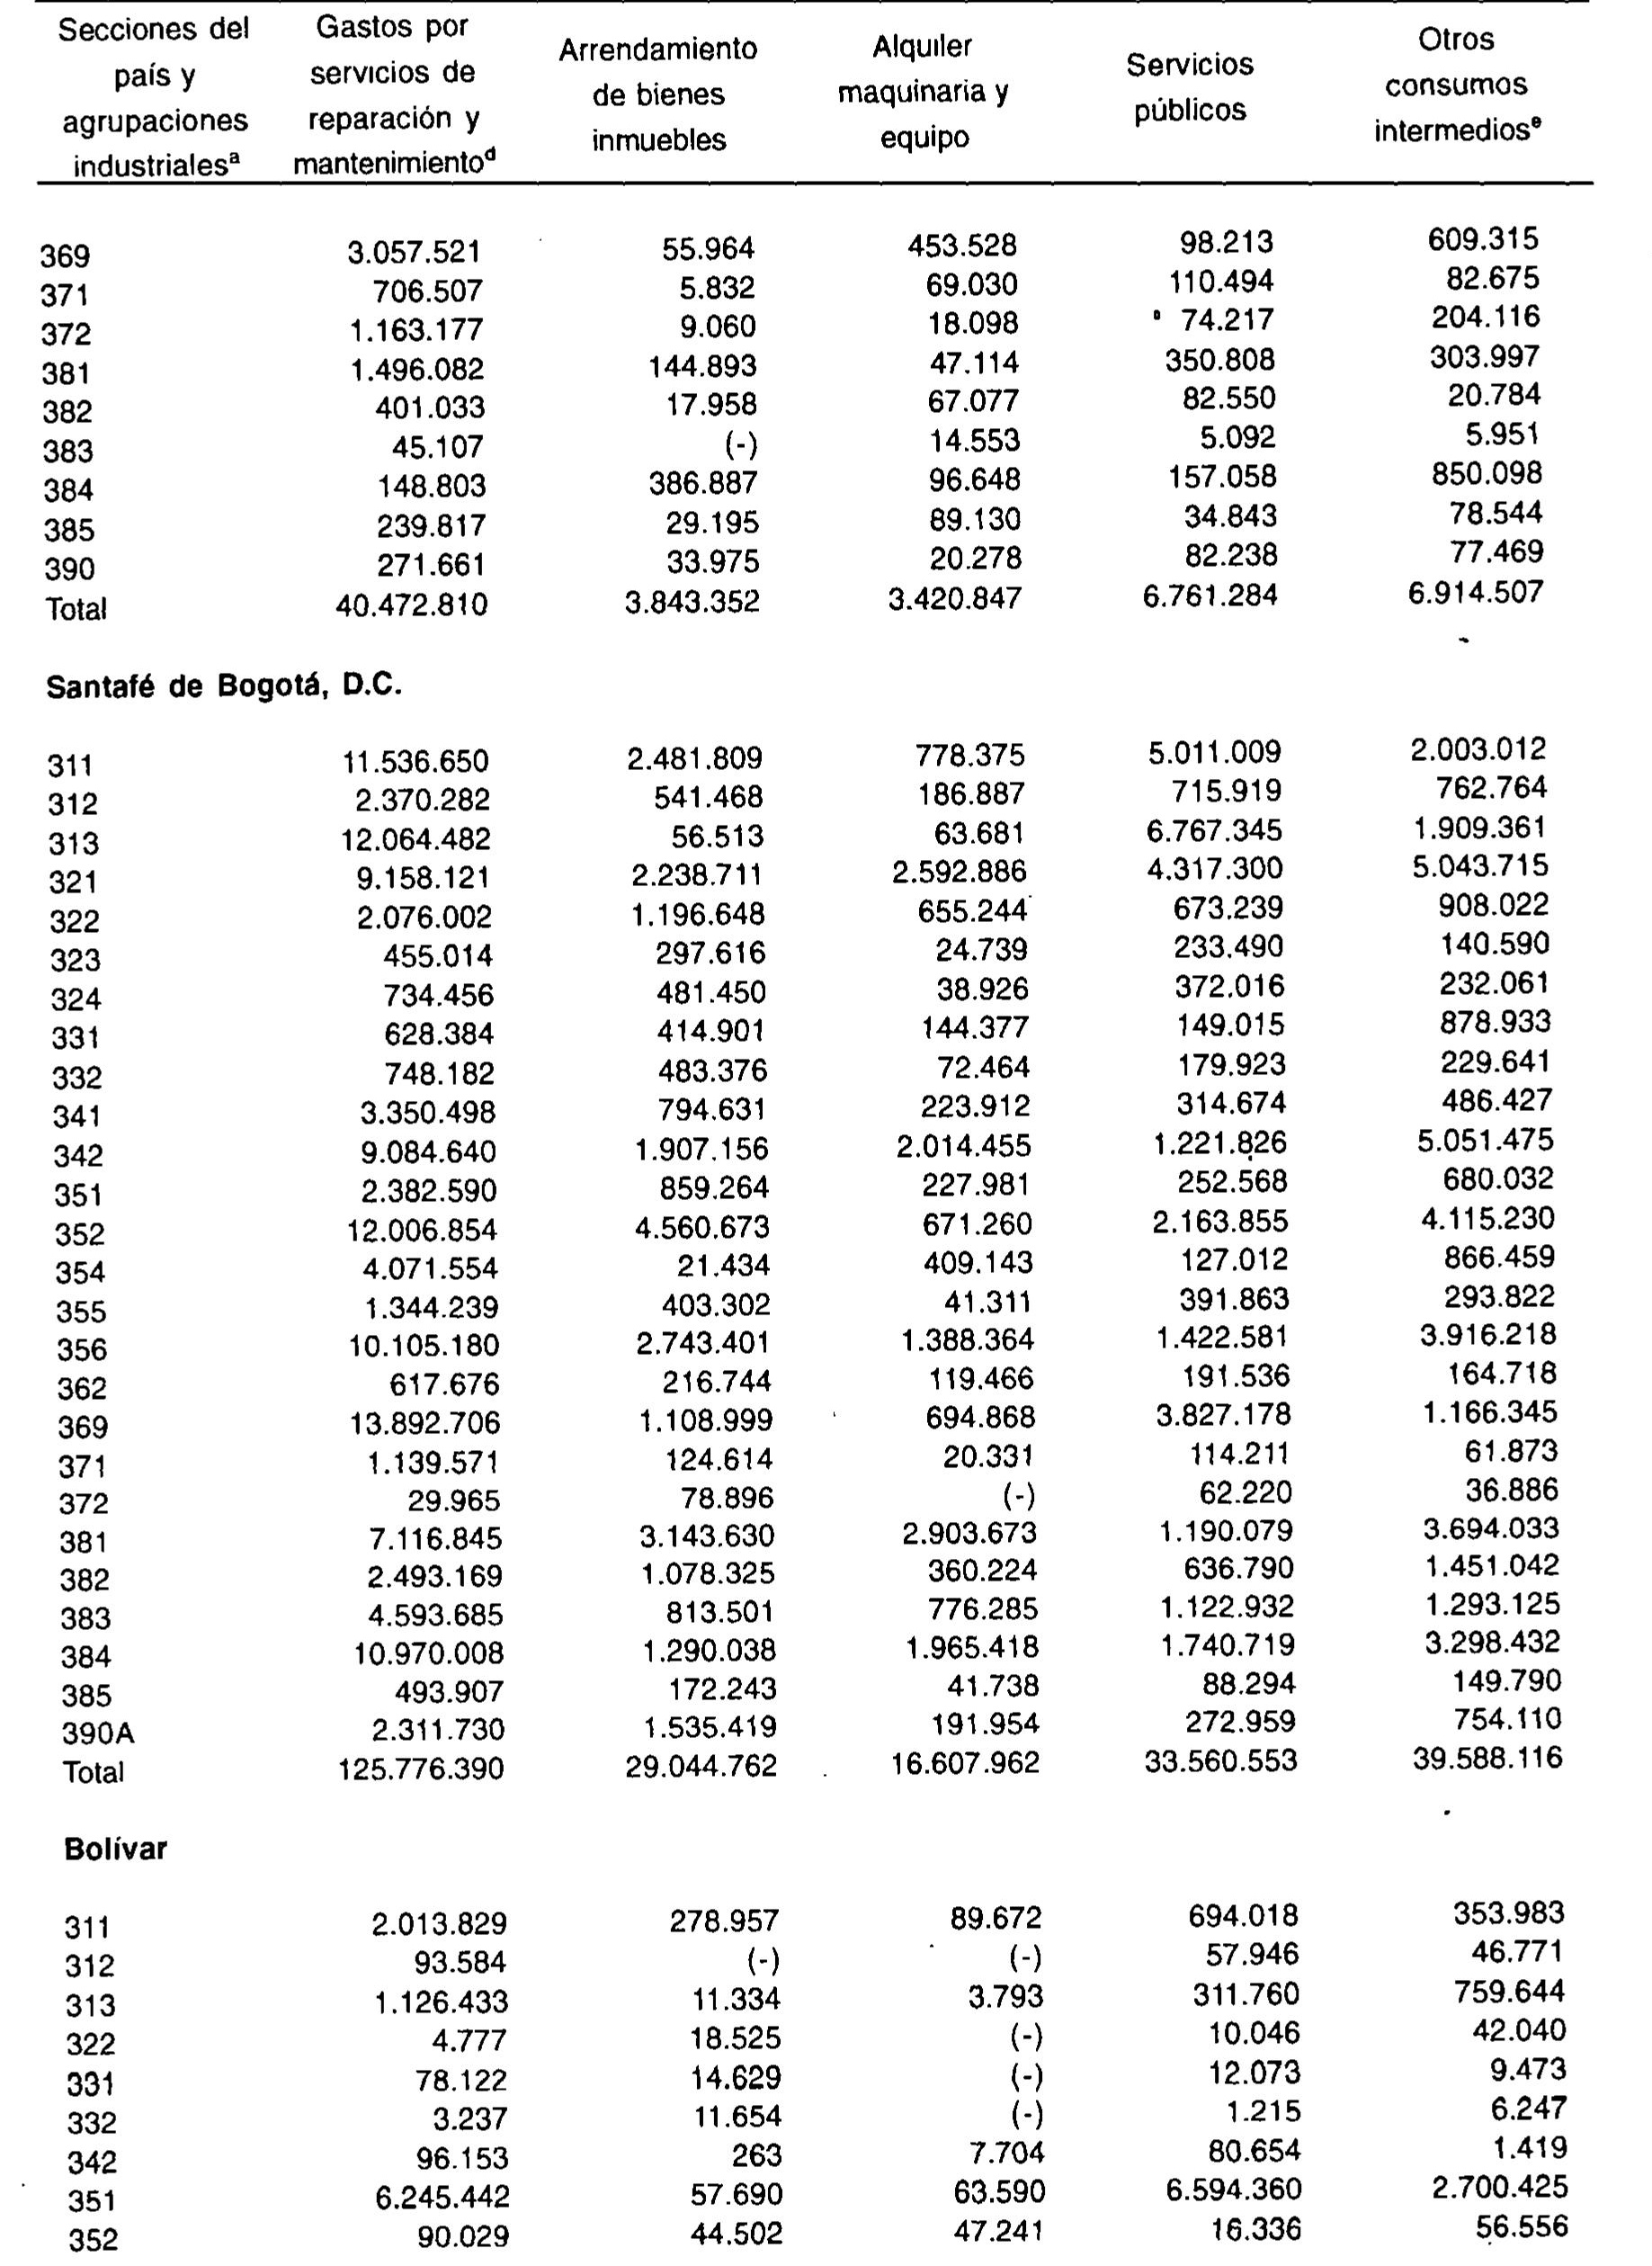 Secciones del país y agrupaciones industrialesª Gastos por servicios de reparación y mantenimientoᵈ Arrendamiento de bienes inmuebles Alquiler maquinaria y equipo Servicios públicos Otros consumos intermediosᵉ
369 3.057.521 55.964 453.528 98.213 609.315
371 706.507 5.832 69.030 110.494 82.675
372 1.163.177 9.060 18.098 74.217 204.116
381 1.496.082 144.893 47.114 350.808 303.997
382 401.033 17.958 67.077 82.550 20.784
383 45.107 (-) 14.553 5.092 5.951
384 148.803 386.887 96.648 157.058 850.098
385 239.817 29.195 89.130 34.843 78.544
390 271.661 33.975 20.278 82.238 77.469
Total 40.472.810 3.843.352 3.420.847 6.761.284 6.914.507
Santafé de Bogotá, D.C.
311 11.536.650 2.481.809 778.375 5.011.009 2.003.012
312 2.370.282 541.468 186.887 715.919 762.764
313 12.064.482 56.513 63.681 6.767.345 1.909.361
321 9.158.121 2.238.711 2.592.886 4.317.300 5.043.715
322 2.076.002 1.196.648 655.244 673.239 908.022
323 455.014 297.616 24.739 233.490 140.590
324 734.456 481.450 38.926 372.016 232.061
331 628.384 414.901 144.377 149.015 878.933
332 748.182 483.376 72.464 179.923 229.641
341 3.350.498 794.631 223.912 314.674 486.427
342 9.084.640 1.907.156 2.014.455 1.221.826 5.051.475
351 2.382.590 859.264 227.981 252.568 680.032
352 12.006.854 4.560.673 671.260 2.163.855 4.115.230
354 4.071.554 21.434 409.143 127.012 866.459
355 1.344.239 403.302 41.311 391.863 293.822
356 10.105.180 2.743.401 1.388.364 1.422.581 3.916.218
362 617.676 216.744 119.466 191.536 164.718
369 13.892.706 1.108.999 694.868 3.827.178 1.166.345
371 1.139.571 124.614 20.331 114.211 61.873
372 29.965 78.896 (-) 62.220 36.886
381 7.116.845 3.143.630 2.903.673 1.190.079 3.694.033
382 2.493.169 1.078.325 360.224 636.790 1.451.042
383 4.593.685 813.501 776.285 1.122.932 1.293.125
384 10.970.008 1.290.038 1.965.418 1.740.719 3.298.432
385 493.907 172.243 41.738 88.294 149.790
390A 2.311.730 1.535.419 191.954 272.959 754.110
Total 125.776.390 29.044.762 16.607.962 33.560.553 39.588.116
Bolívar
311 2.013.829 278.957 89.672 694.018 353.983
312 93.584 (-) (-) 57.946 46.771
313 1.126.433 11.334 3.793 311.760 759.644
322 4.777 18.525 (-) 10.046 42.040
331 78.122 14.629 (-) 12.073 9.473
332 3.237 11.654 (-) 1.215 6.247
342 96.153 263 7.704 80.654 1.419
351 6.245.442 57.690 63.590 6.594.360 2.700.425
352 90.029 44.502 47.241 16.336 56.556